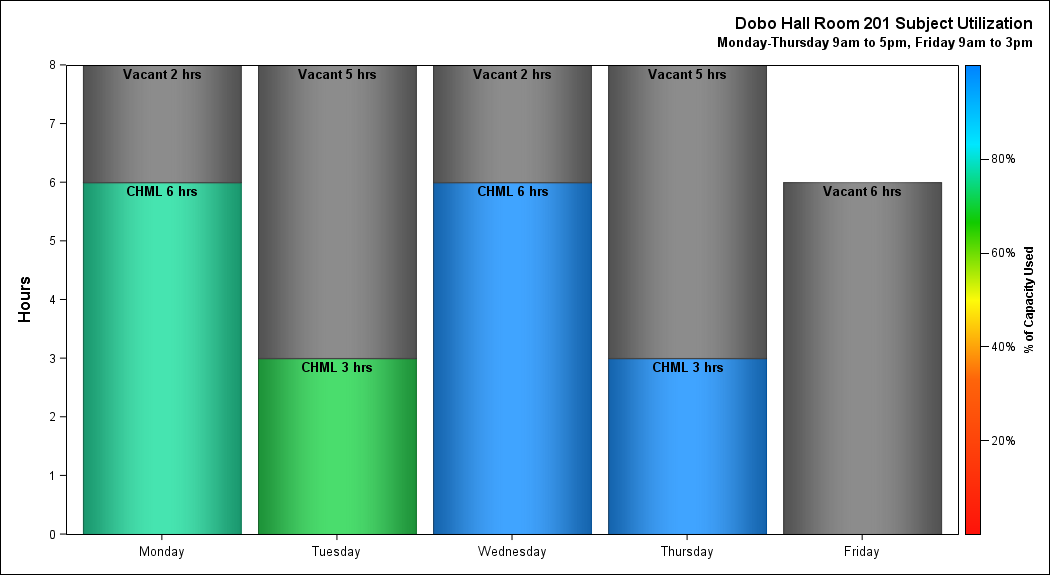 Dobo Hall Room 201 Subject Utilization
Monday-Thursday 9am to 5pm, Friday 9am to 3pm
8
7
6
5
4
3
2
1
0
Hours
Vacant 2 hrs
CHML 6 hrs
Vacant 5 hrs
CHML 3 hrs
Vacant 2 hrs
CHML 6 hrs
Vacant 5 hrs
CHML 3 hrs
Vacant 6 hrs
Monday
Tuesday
Wednesday
Thursday
Friday
80%
60%
40%
20%
% of Capacity Used